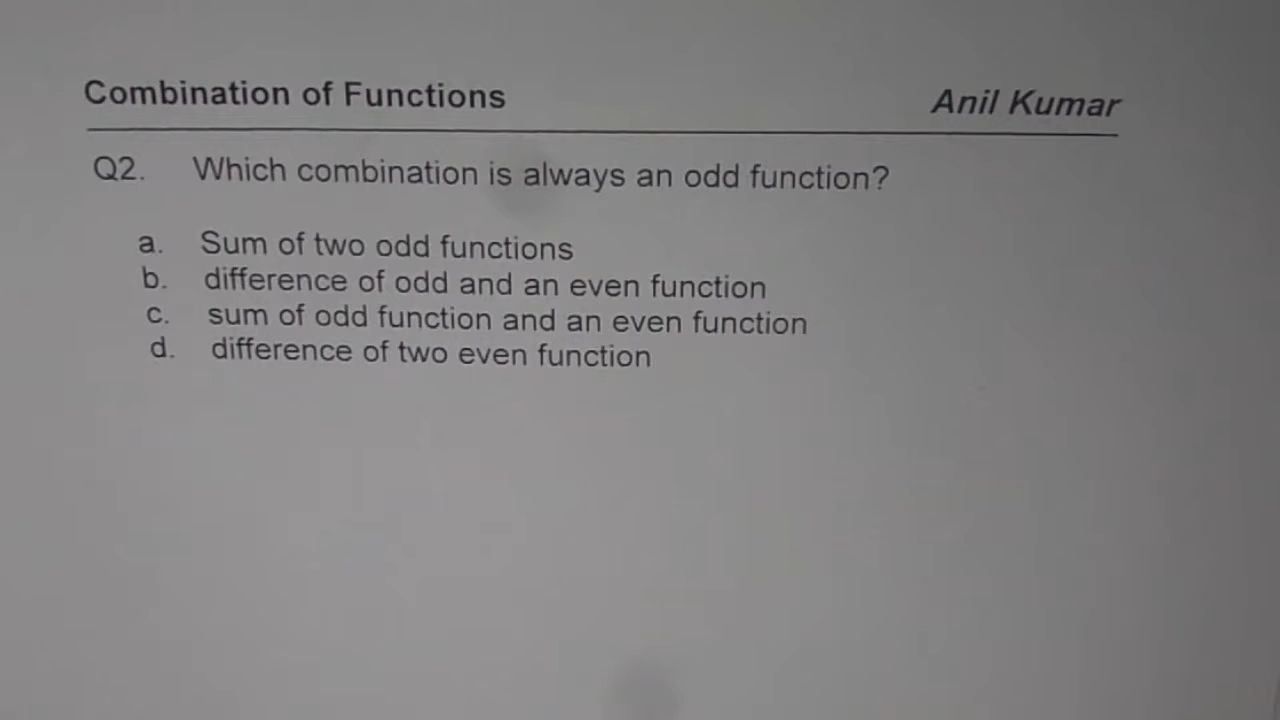 Combination of Functions Anil Kumar
Q2. Which combination is always an odd function?
a. Sum of two odd functions
b. difference of odd and an even function
c. sum of odd function and an even function
d. difference of two even function